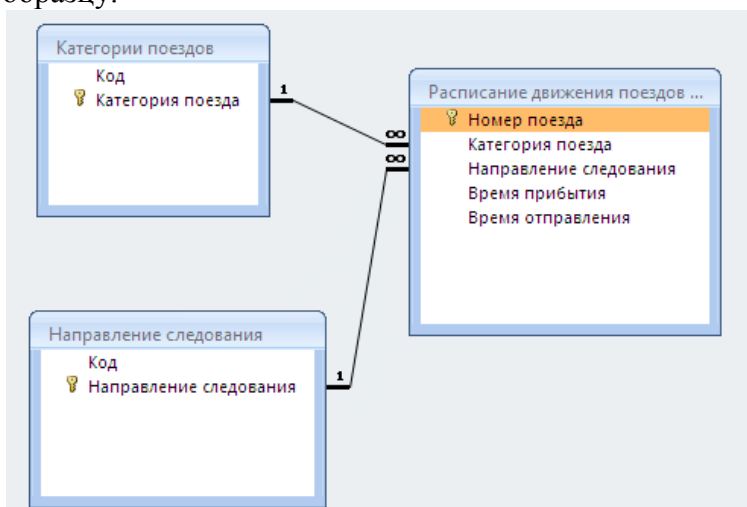 образцу.
Категории поездов
Код
Категория поезда
1
∞
∞
Расписание движения поездов ...
Номер поезда
Категория поезда
Направление следования
Время прибытия
Время отправления
Направление следования
Код
Направление следования
1